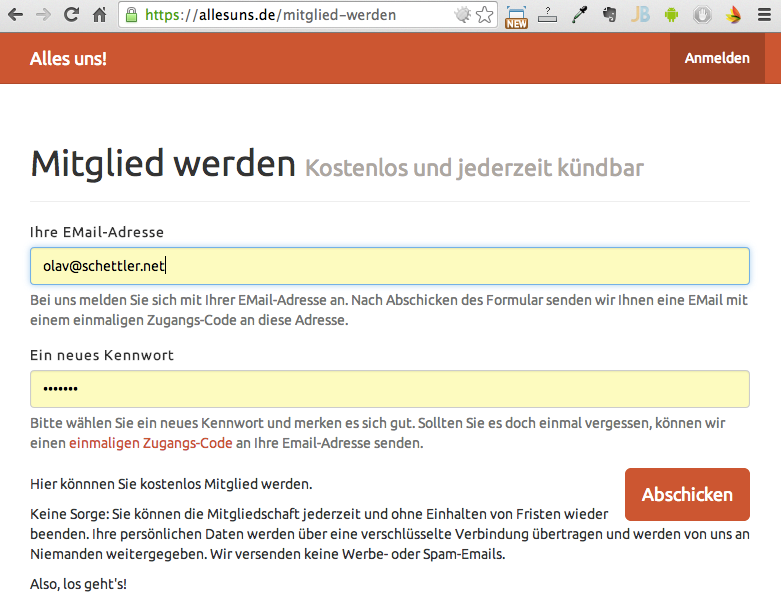 https://allesuns.de/mitglied-werden
NEW
?
JB
Alles uns!
Anmelden
Mitglied werden Kostenlos und jederzeit kündbar
Ihre EMail-Adresse
olav@schettler.net
Bei uns melden Sie sich mit Ihrer EMail-Adresse an. Nach Abschicken des Formular senden wir Ihnen eine EMail mit
einem einmaligen Zugangs-Code an diese Adresse.
Ein neues Kennwort
•••••••
Bitte wählen Sie ein neues Kennwort und merken es sich gut. Sollten Sie es doch einmal vergessen, können wir
einen einmaligen Zugangs-Code an Ihre Email-Adresse senden.
Hier könnnen Sie kostenlos Mitglied werden.
Abschicken
Keine Sorge: Sie können die Mitgliedschaft jederzeit und ohne Einhalten von Fristen wieder
beenden. Ihre persönlichen Daten werden über eine verschlüsselte Verbindung übertragen und werden von uns an
Niemanden weitergegeben. Wir versenden keine Werbe- oder Spam-Emails.
Also, los geht's!